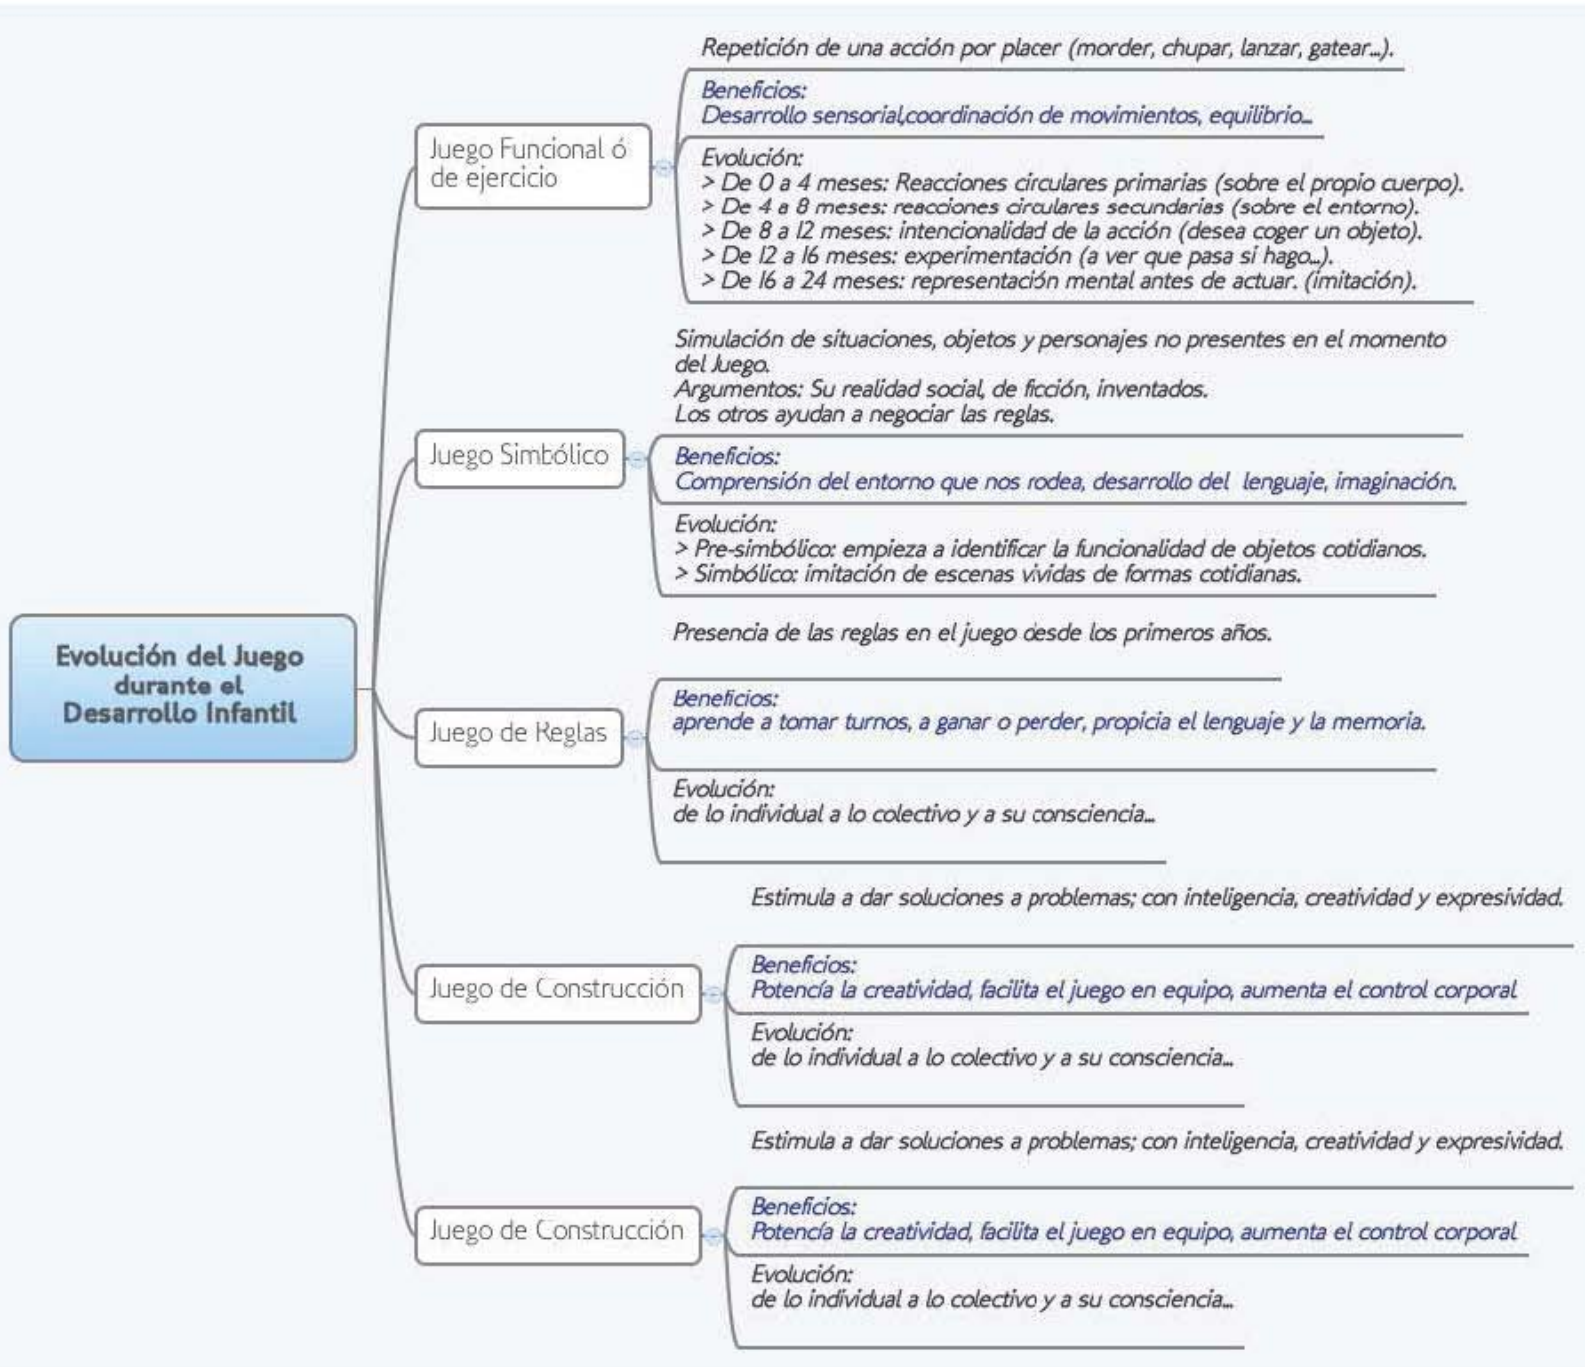 Evolución del Juego
durante el
Desarrollo Infantil
Juego Funcional ó
de ejercicio
Repetición de una acción por placer (morder, chupar, lanzar, gatear...).
Beneficios:
Desarrollo sensorial,coordinación de movimientos, equilibrio...
Evolución:
> De 0 a 4 meses: Reacciones circulares primarias (sobre el propio cuerpo).
> De 4 a 8 meses: reacciones circulares secundarias (sobre el entorno).
> De 8 a 12 meses: intencionalidad de la acción (desea coger un objeto).
> De 12 a 16 meses: experimentación (a ver que pasa si hago...).
> De 16 a 24 meses: representación mental antes de actuar. (imitación).
Juego Simbólico
Simulación de situaciones, objetos y personajes no presentes en el momento
del Juego.
Argumentos: Su realidad social, de ficción, inventados.
Los otros ayudan a negociar las reglas.
Beneficios:
Comprensión del entorno que nos rodea, desarrollo del lenguaje, imaginación.
Evolución:
> Pre-simbólico: empieza a identificar la funcionalidad de objetos cotidianos.
> Simbólico: imitación de escenas vividas de formas cotidianas.
Juego de Reglas
Presencia de las reglas en el juego desde los primeros años.
Beneficios:
aprende a tomar turnos, a ganar o perder, propicia el lenguaje y la memoria.
Evolución:
de lo individual a lo colectivo y a su consciencia...
Juego de Construcción
Estimula a dar soluciones a problemas; con inteligencia, creatividad y expresividad.
Beneficios:
Potencía la creatividad, facilita el juego en equipo, aumenta el control corporal
Evolución:
de lo individual a lo colectivo y a su consciencia...
Juego de Construcción
Estimula a dar soluciones a problemas; con inteligencia, creatividad y expresividad.
Beneficios:
Potencía la creatividad, facilita el juego en equipo, aumenta el control corporal
Evolución:
de lo individual a lo colectivo y a su consciencia...